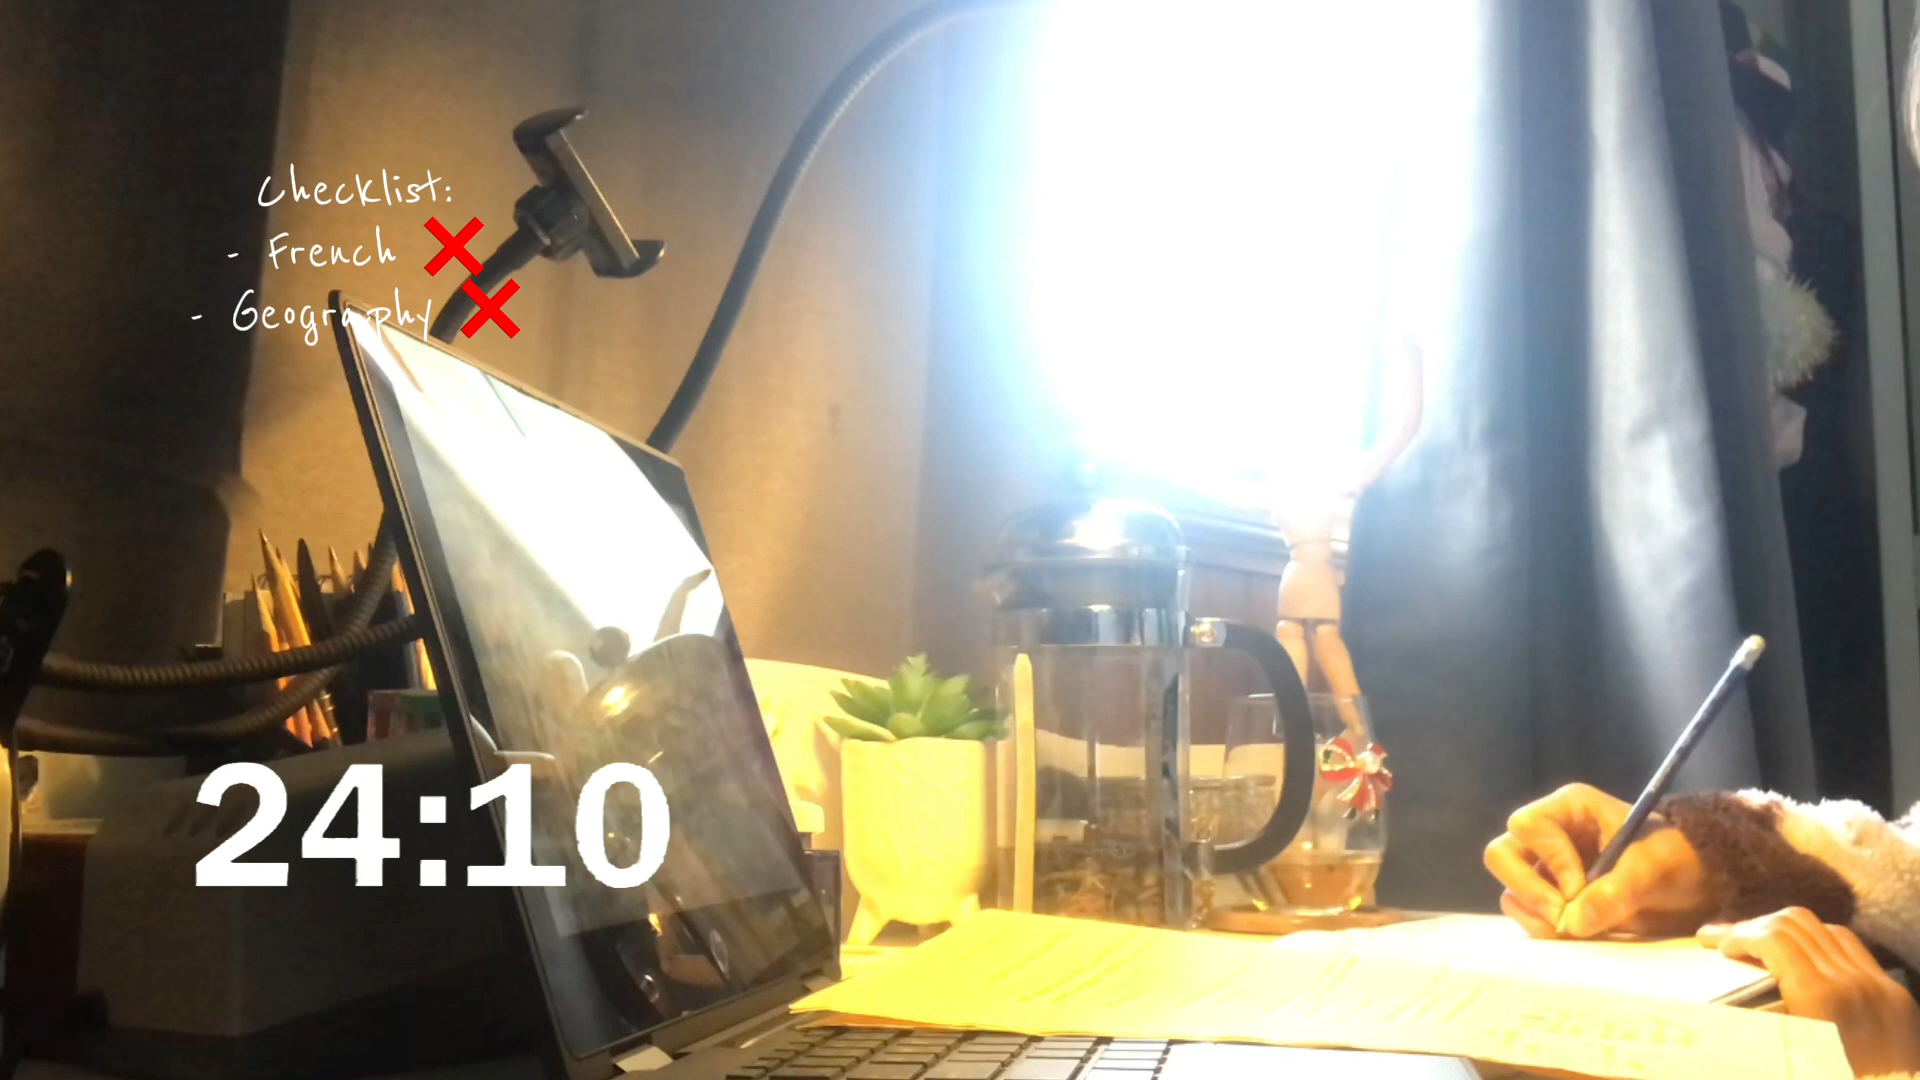 Checklist:
- French ❌
- Geography ❌
24:10